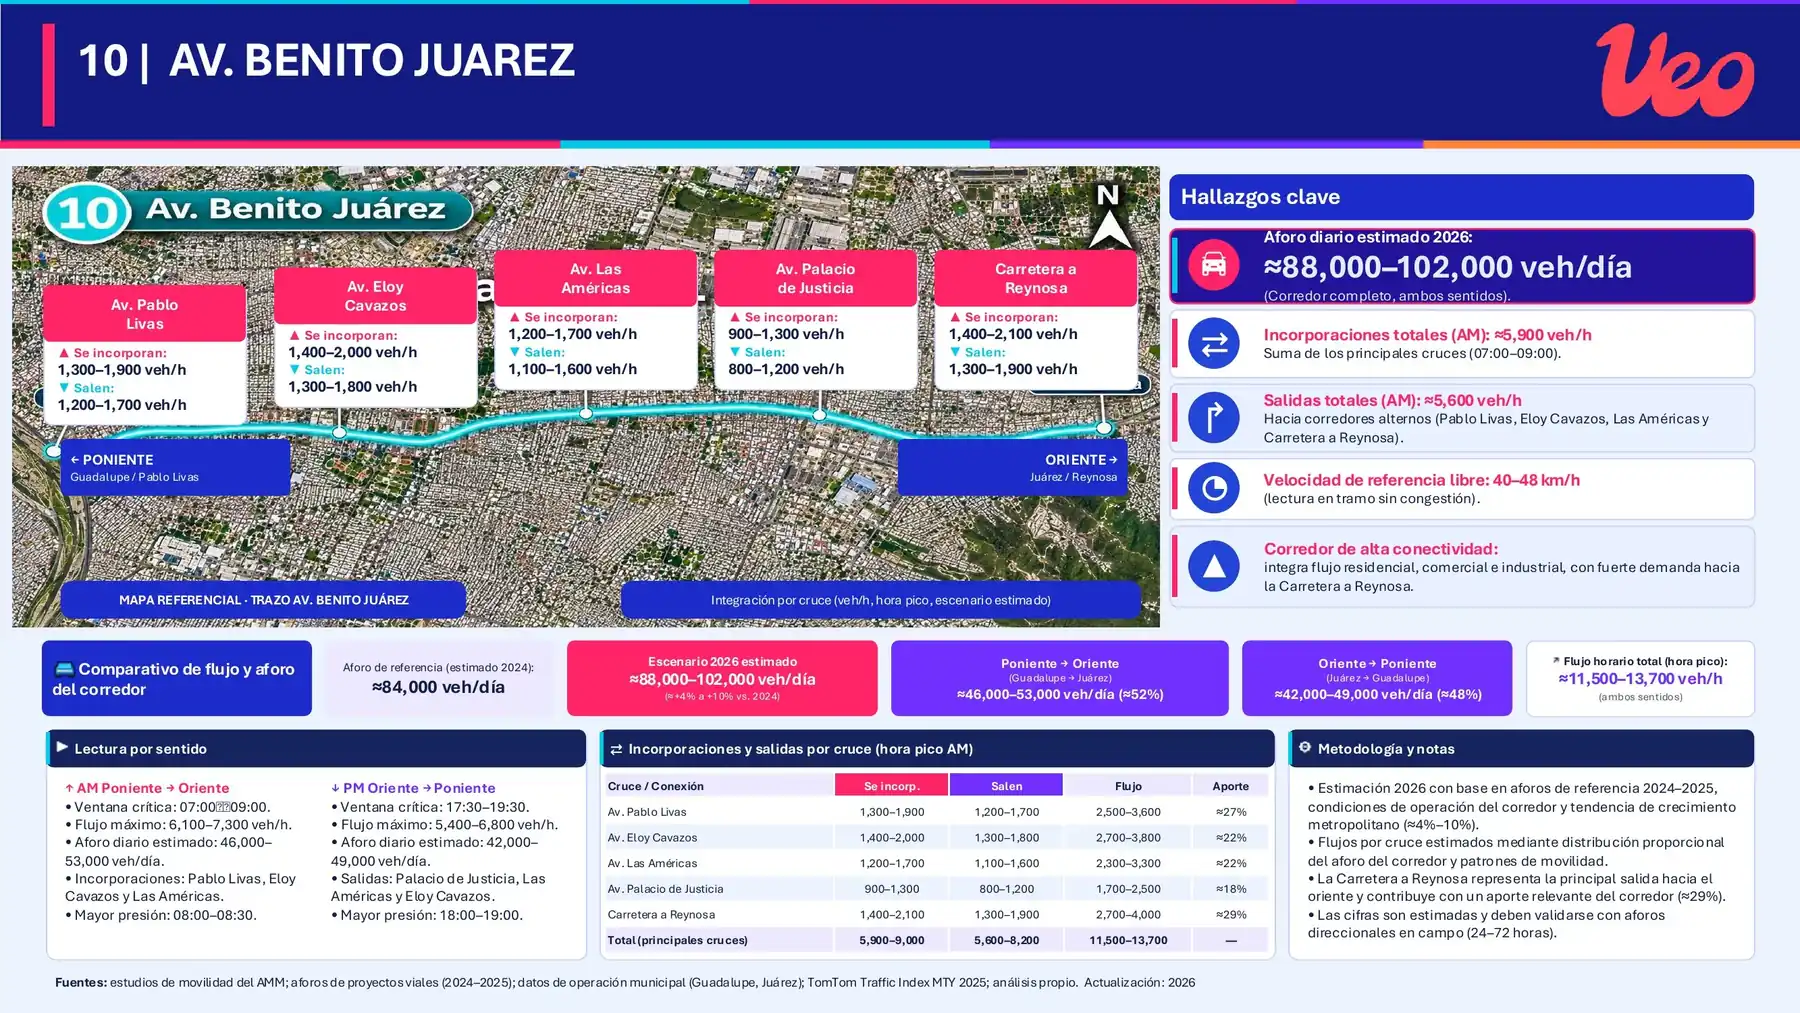 10 | AV. BENITO JUAREZ
Veo
10 Av. Benito Juárez
N
Av. Pablo
Livas
▲ Se incorporan:
1,300–1,900 veh/h
▼ Salen:
1,200–1,700 veh/h
Av. Eloy
Cavazos
▲ Se incorporan:
1,400–2,000 veh/h
▼ Salen:
1,300–1,800 veh/h
Av. Las
Américas
▲ Se incorporan:
1,200–1,700 veh/h
▼ Salen:
1,100–1,600 veh/h
Av. Palacio
de Justicia
▲ Se incorporan:
900–1,300 veh/h
▼ Salen:
800–1,200 veh/h
Carretera a
Reynosa
▲ Se incorporan:
1,400–2,100 veh/h
▼ Salen:
1,300–1,900 veh/h
← PONIENTE
Guadalupe / Pablo Livas
ORIENTE →
Juárez / Reynosa
MAPA REFERENCIAL · TRAZO AV. BENITO JUÁREZ
Integración por cruce (veh/h, hora pico, escenario estimado)
Hallazgos clave
Aforo diario estimado 2026:
≈88,000–102,000 veh/día
(Corredor completo, ambos sentidos).
Incorporaciones totales (AM): ≈5,900 veh/h
Suma de los principales cruces (07:00–09:00).
Salidas totales (AM): ≈5,600 veh/h
Hacia corredores alternos (Pablo Livas, Eloy Cavazos, Las Américas y
Carretera a Reynosa).
Velocidad de referencia libre: 40–48 km/h
(lectura en tramo sin congestión).
Corredor de alta conectividad:
integra flujo residencial, comercial e industrial, con fuerte demanda hacia
la Carretera a Reynosa.
Comparativo de flujo y aforo
del corredor
Aforo de referencia (estimado 2024):
≈84,000 veh/día
Escenario 2026 estimado
≈88,000–102,000 veh/día
(≈+4% a +10% vs. 2024)
Poniente → Oriente
(Guadalupe → Juárez)
≈46,000–53,000 veh/día (≈52%)
Oriente → Poniente
(Juárez → Guadalupe)
≈42,000–49,000 veh/día (≈48%)
↗ Flujo horario total (hora pico):
≈11,500–13,700 veh/h
(ambos sentidos)
▶ Lectura por sentido
↑ AM Poniente → Oriente
• Ventana crítica: 07:00 09:00.
• Flujo máximo: 6,100–7,300 veh/h.
• Aforo diario estimado: 46,000–
53,000 veh/día.
• Incorporaciones: Pablo Livas, Eloy
Cavazos y Las Américas.
• Mayor presión: 08:00–08:30.
↓ PM Oriente → Poniente
• Ventana crítica: 17:30–19:30.
• Flujo máximo: 5,400–6,800 veh/h.
• Aforo diario estimado: 42,000–
49,000 veh/día.
• Salidas: Palacio de Justicia, Las
Américas y Eloy Cavazos.
• Mayor presión: 18:00–19:00.
⇄ Incorporaciones y salidas por cruce (hora pico AM)
Cruce / Conexión Se incorp. Salen Flujo Aporte
Av. Pablo Livas 1,300–1,900 1,200–1,700 2,500–3,600 ≈27%
Av. Eloy Cavazos 1,400–2,000 1,300–1,800 2,700–3,800 ≈22%
Av. Las Américas 1,200–1,700 1,100–1,600 2,300–3,300 ≈22%
Av. Palacio de Justicia 900–1,300 800–1,200 1,700–2,500 ≈18%
Carretera a Reynosa 1,400–2,100 1,300–1,900 2,700–4,000 ≈29%
Total (principales cruces) 5,900–9,000 5,600–8,200 11,500–13,700 —
Metodología y notas
• Estimación 2026 con base en aforos de referencia 2024–2025,
condiciones de operación del corredor y tendencia de crecimiento
metropolitano (≈4%–10%).
• Flujos por cruce estimados mediante distribución proporcional
del aforo del corredor y patrones de movilidad.
• La Carretera a Reynosa representa la principal salida hacia el
oriente y contribuye con un aporte relevante del corredor (≈29%).
• Las cifras son estimadas y deben validarse con aforos
direccionales en campo (24–72 horas).
Fuentes: estudios de movilidad del AMM; aforos de proyectos viales (2024–2025); datos de operación municipal (Guadalupe, Juárez); TomTom Traffic Index MTY 2025; análisis propio. Actualización: 2026